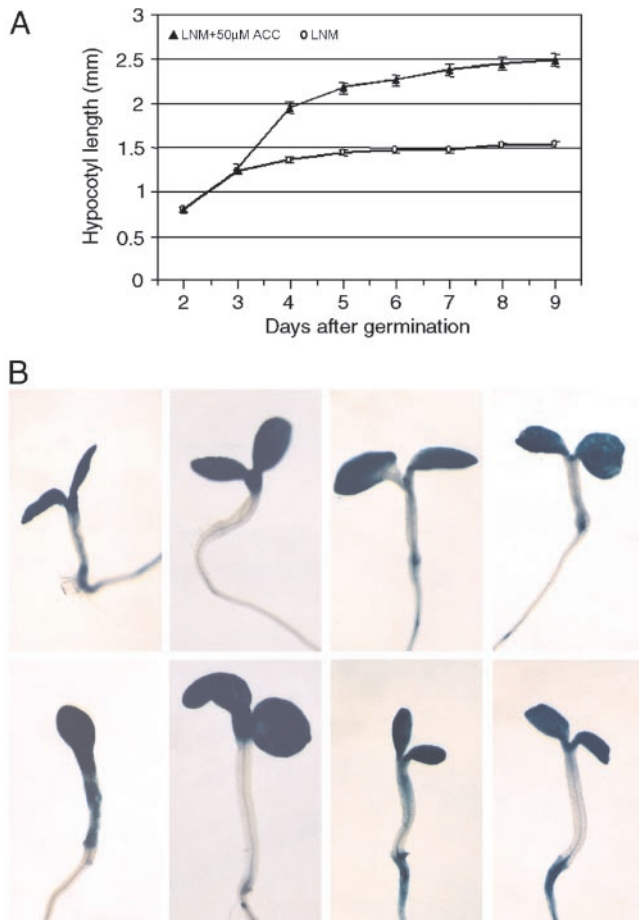 A
▲ LNM+50μM ACC o LNM
Hypocotyl length (mm)
3
2.5
2
1.5
1
0.5
0
2 3 4 5 6 7 8 9
Days after germination
B